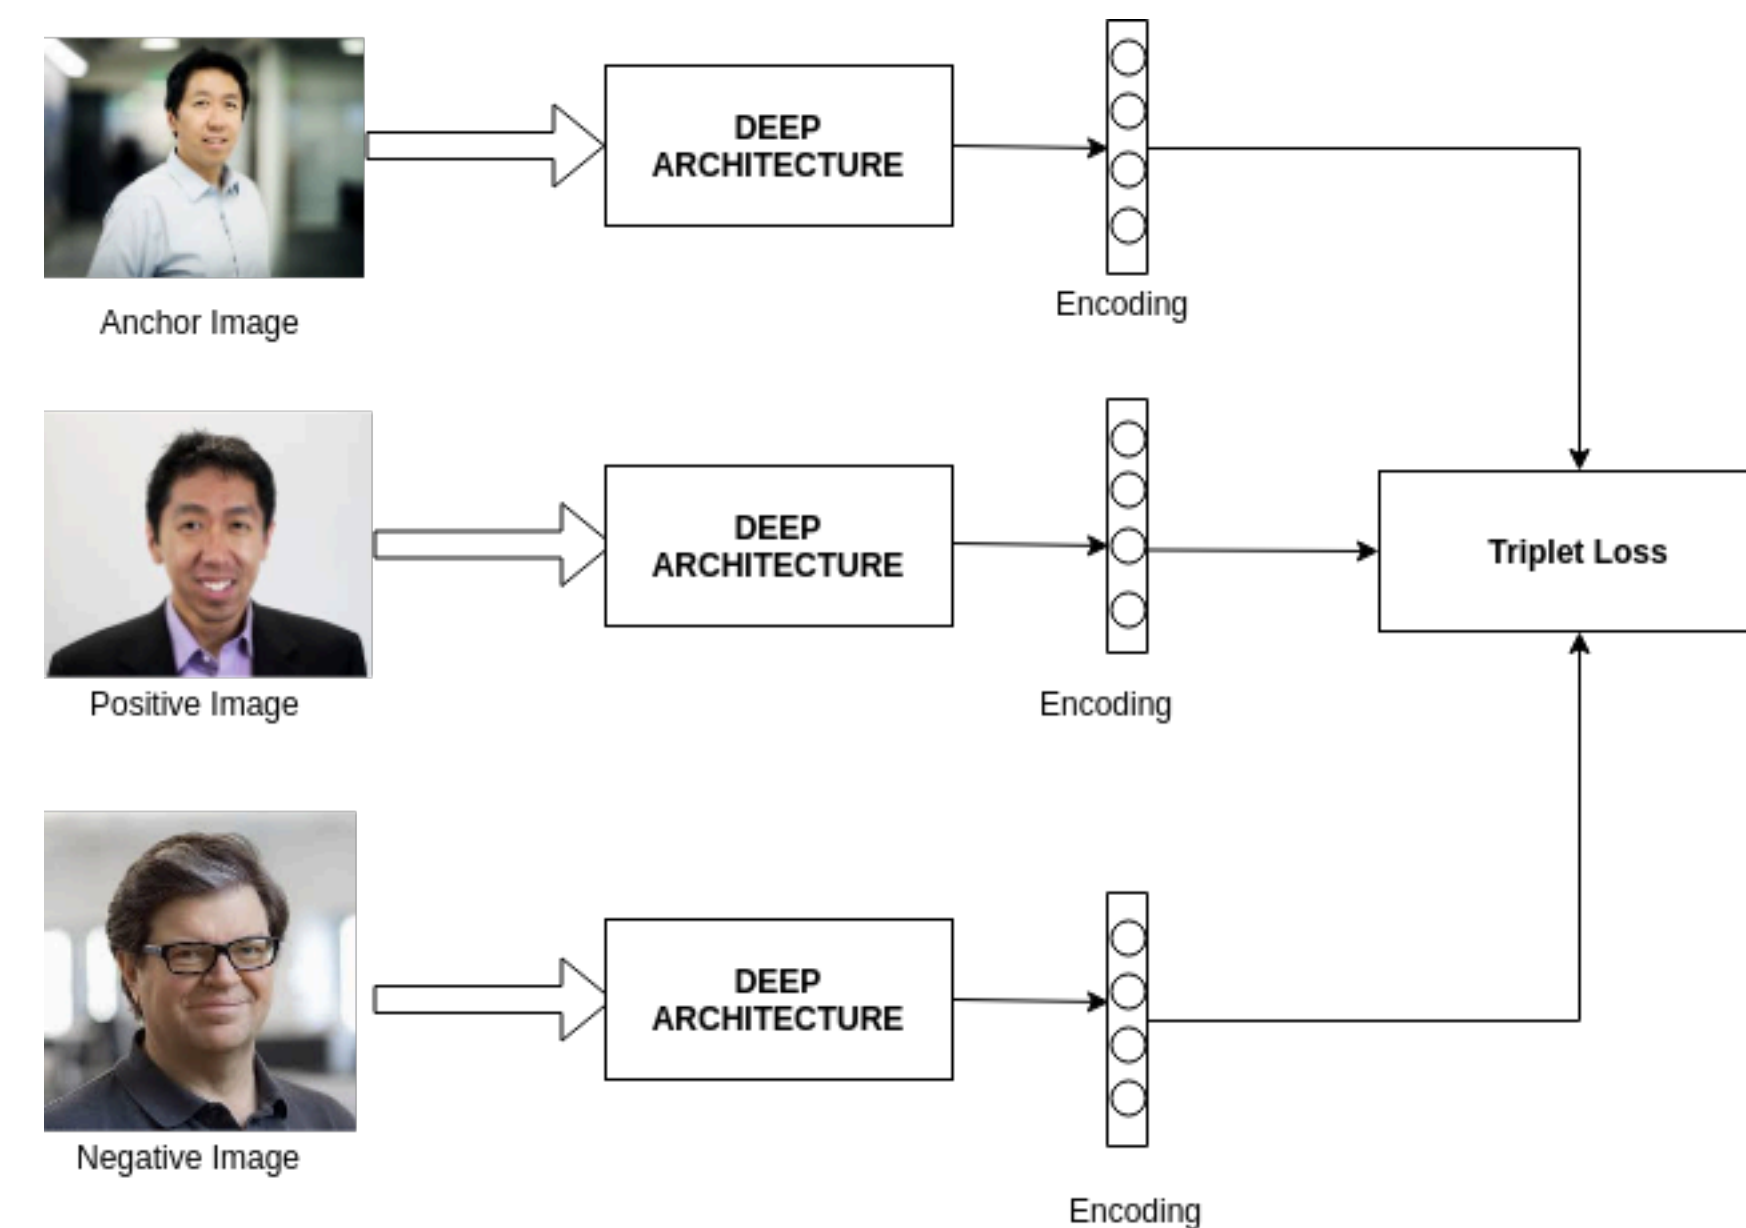 DEEP
ARCHITECTURE
Encoding
Anchor Image
DEEP
ARCHITECTURE
Triplet Loss
Positive Image
Encoding
DEEP
ARCHITECTURE
Negative Image
Encoding